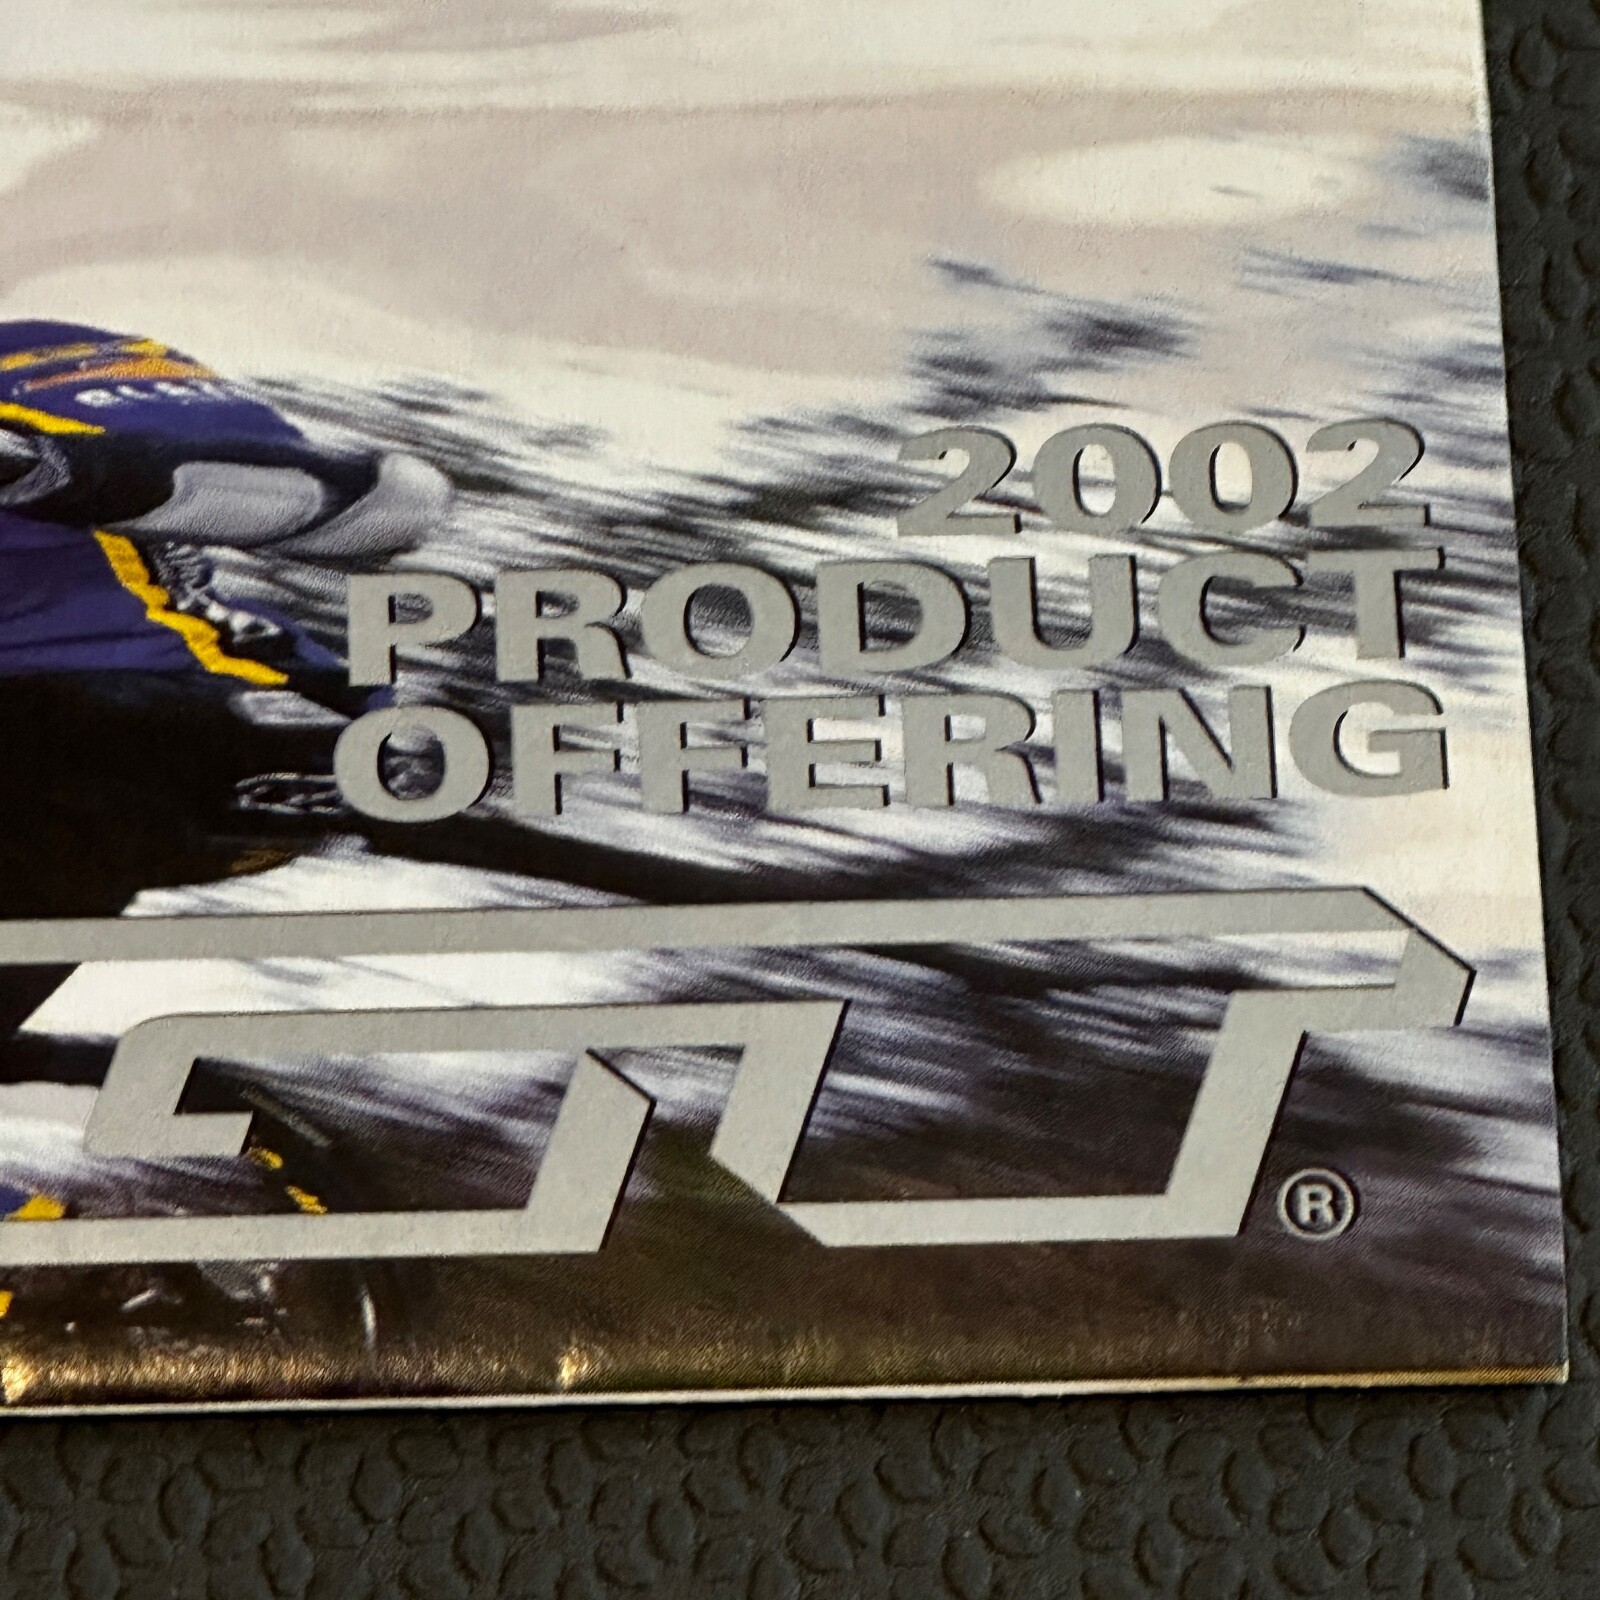 2002
PRODUCT
OFFERING
®